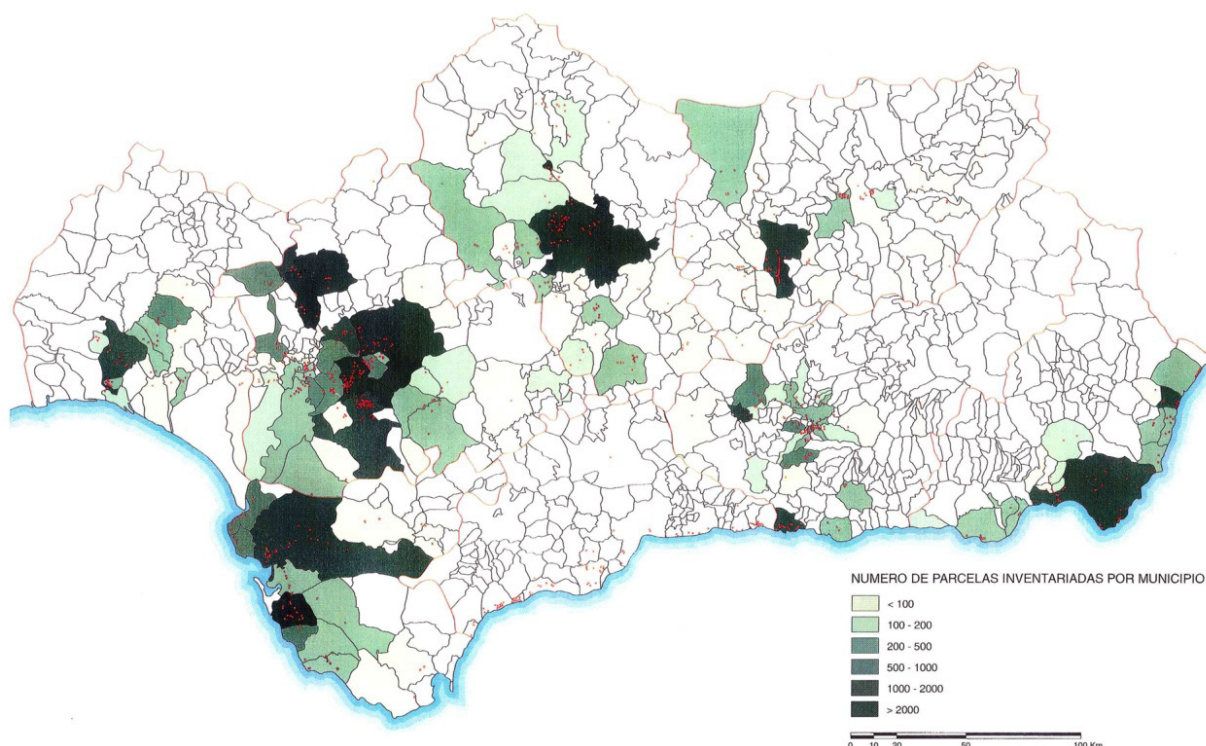 NUMERO DE PARCELAS INVENTARIADAS POR MUNICIPIO
< 100
100 - 200
200 - 500
500 - 1000
1000 - 2000
> 2000
0 10 20 50 100 Km